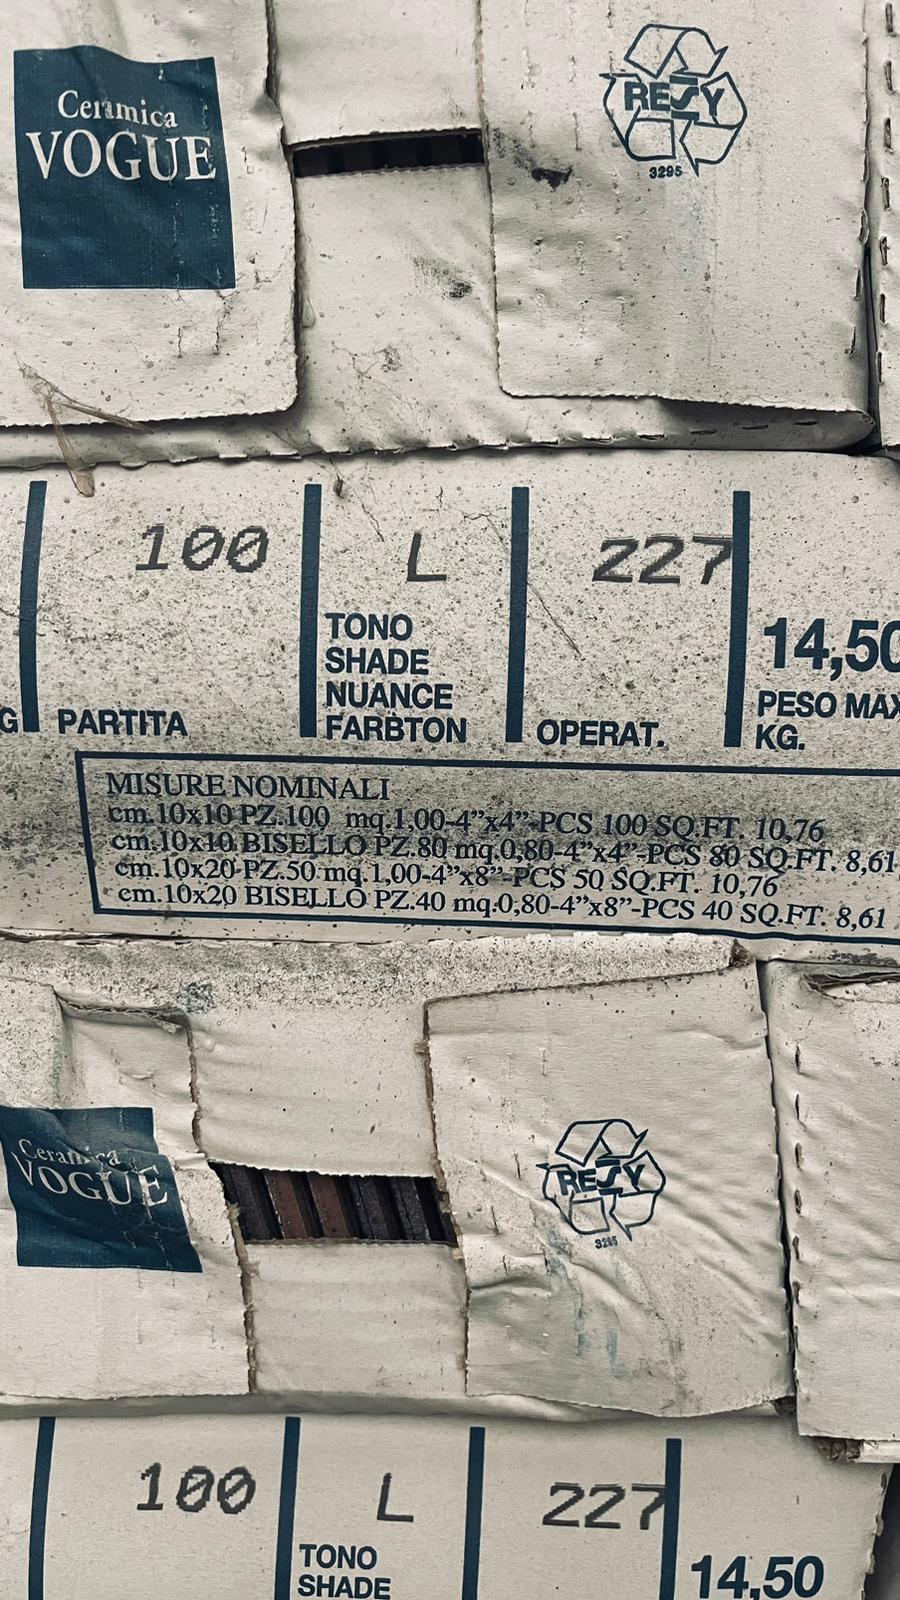 Ceramica
VOGUE
RESY
3295
100
L
227
TONO
SHADE
NUANCE
FARBTON
14,50
G
PARTITA
OPERAT.
PESO MAX
KG.
MISURE NOMINALI
cm.10x10 PZ.100 mq.1,00-4”x4”-PCS 100 SQ.FT. 10,76
cm.10x10 BISELLO PZ.80 mq.0,80-4”x4”-PCS 80 SQ.FT. 8,61
cm.10x20-PZ.50 mq.1,00-4”x8”-PCS 50 SQ.FT. 10,76
cm.10x20 BISELLO PZ.40 mq.0,80-4”x8”-PCS 40 SQ.FT. 8,61
Ceramica
VOGUE
RESY
3295
100
L
227
TONO
SHADE
14,50